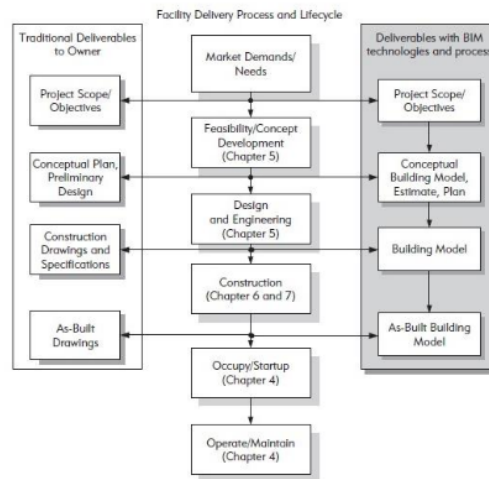 Facility Delivery Process and Lifecycle
Traditional Deliverables
to Owner
Project Scope/
Objectives
Conceptual Plan,
Preliminary
Design
Construction
Drawings and
Specifications
As-Built
Drawings
Market Demands/
Needs
Feasibility/Concept
Development
(Chapter 5)
Design
and Engineering
(Chapter 5)
Construction
(Chapter 6 and 7)
Occupy/Startup
(Chapter 4)
Operate/Maintain
(Chapter 4)
Deliverables with BIM
technologies and process
Project Scope/
Objectives
Conceptual
Building Model,
Estimate, Plan
Building Model
As-Built Building
Model